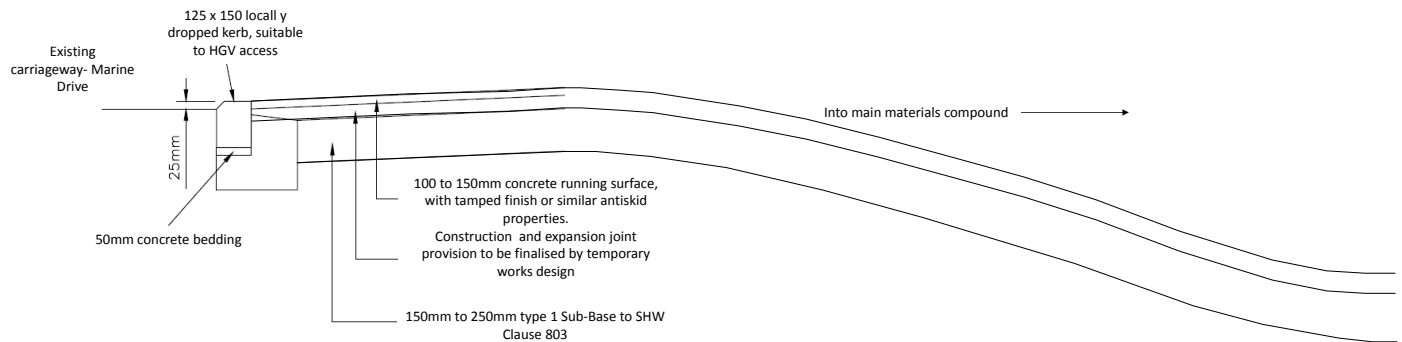 125 x 150 locall y
dropped kerb, suitable
to HGV access
Existing
carriageway- Marine
Drive
Into main materials compound
25mm
100 to 150mm concrete running surface,
with tamped finish or similar antiskid
properties.
Construction and expansion joint
provision to be finalised by temporary
works design
50mm concrete bedding
150mm to 250mm type 1 Sub-Base to SHW
Clause 803